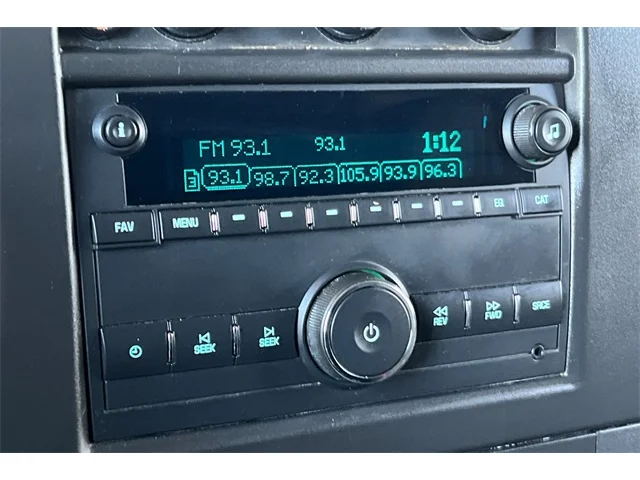 i
FM 93.1 93.1 1:12
3 93.1 98.7 92.3 105.9 93.9 96.3
FAV MENU EQ CAT
SEEK SEEK REV FWD SRCE